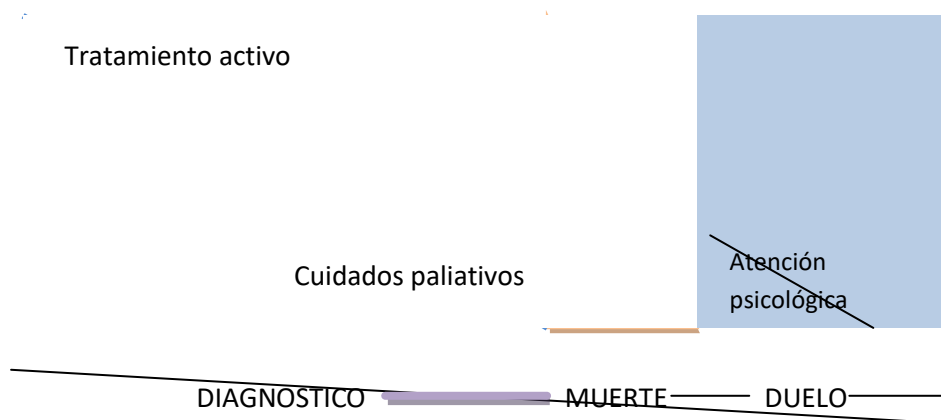 Tratamiento activo
Cuidados paliativos
Atención
psicológica
DIAGNOSTICO MUERTE DUELO